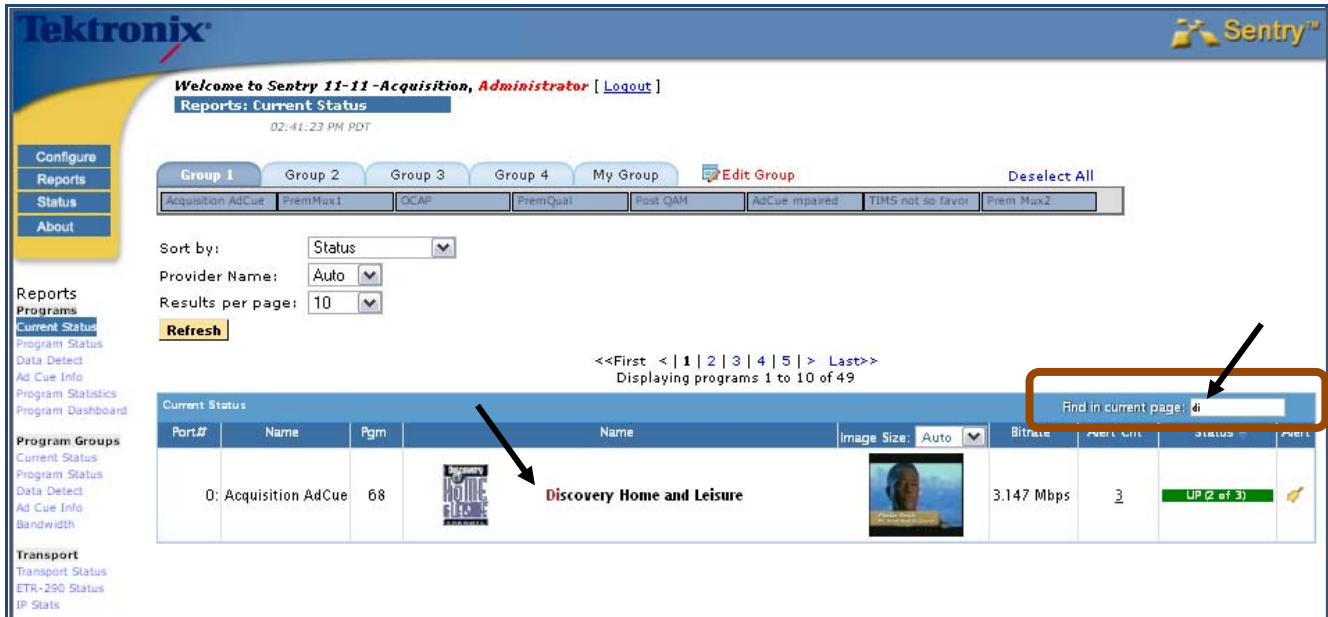 Tektronix
Sentry™
Welcome to Sentry 11-11-Acquisition, Administrator [ Logout ]
Reports: Current Status
02:41:23 PM PDT
Configure
Reports
Status
About
Group 1 Group 2 Group 3 Group 4 My Group Edit Group Deselect All
Acquisition AdCue PremMux1 OCAP PremQual Post QAM AdCue mpaired TIMS not so favor Prem Mux2
Sort by: Status
Provider Name: Auto
Results per page: 10
Refresh
<<First < | 1 | 2 | 3 | 4 | 5 | > Last>>
Displaying programs 1 to 10 of 49
Reports
Programs
Current Status
Program Status
Data Detect
Ad Cue Info
Program Statistics
Program Dashboard
Program Groups
Current Status
Program Status
Data Detect
Ad Cue Info
Bandwidth
Transport
Transport Status
ETR-290 Status
IP Stats
Current Status Find in current page: di
Port# Name Pgm Name Image Size: Auto Bitrate Alert Cnt Status Alert
0: Acquisition AdCue 68 Discovery HOME & LEISURE CHANNEL Discovery Home and Leisure 3.147 Mbps 3 UP (2 of 3)